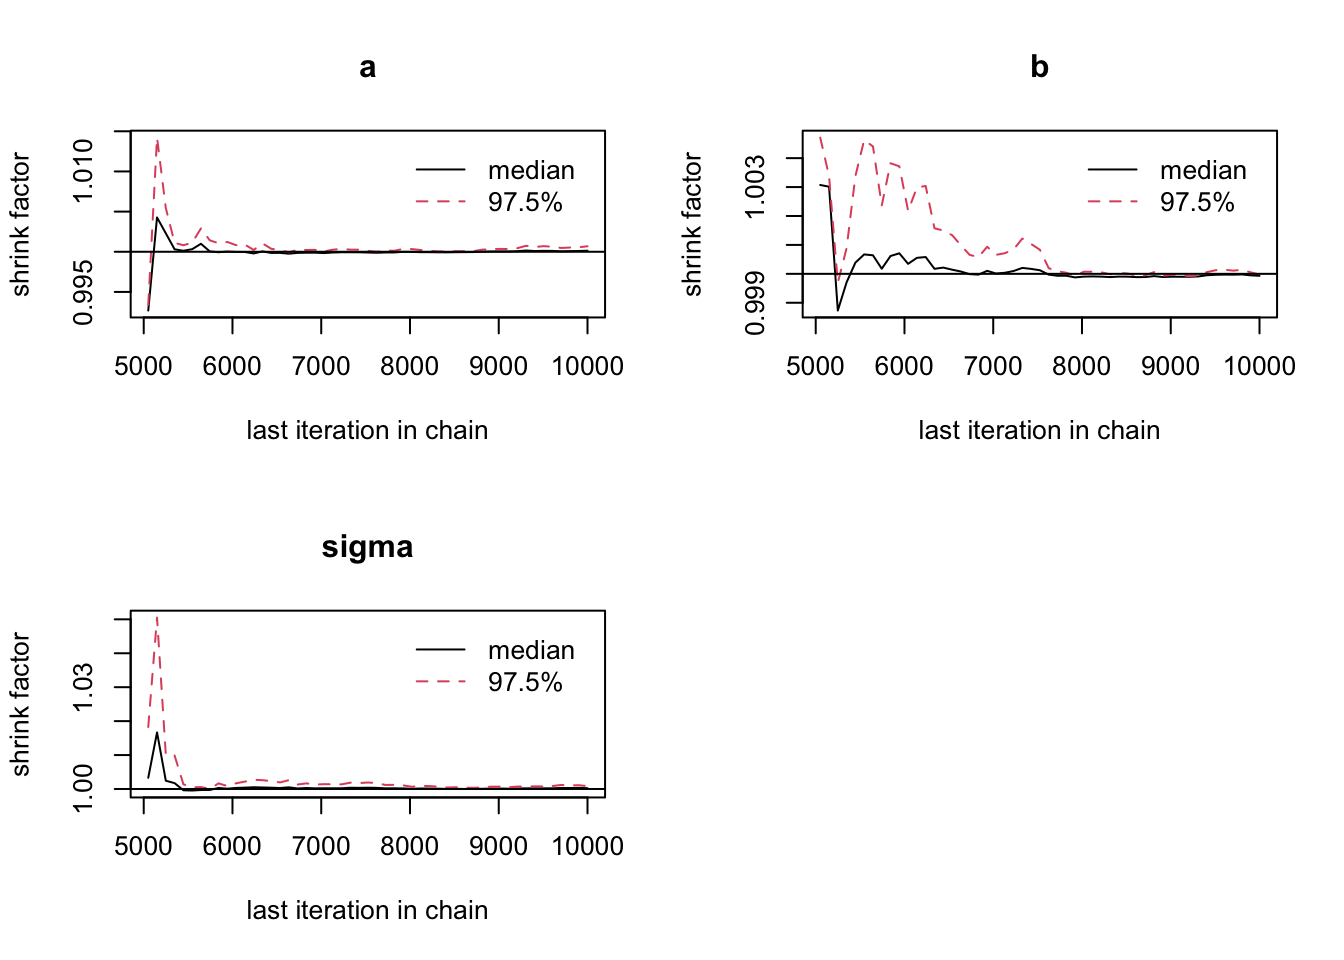 a
shrink factor
0.995
1.010
median
97.5%
5000 6000 7000 8000 9000 10000
last iteration in chain
b
shrink factor
0.999
1.003
median
97.5%
5000 6000 7000 8000 9000 10000
last iteration in chain
sigma
shrink factor
1.00
1.03
median
97.5%
5000 6000 7000 8000 9000 10000
last iteration in chain